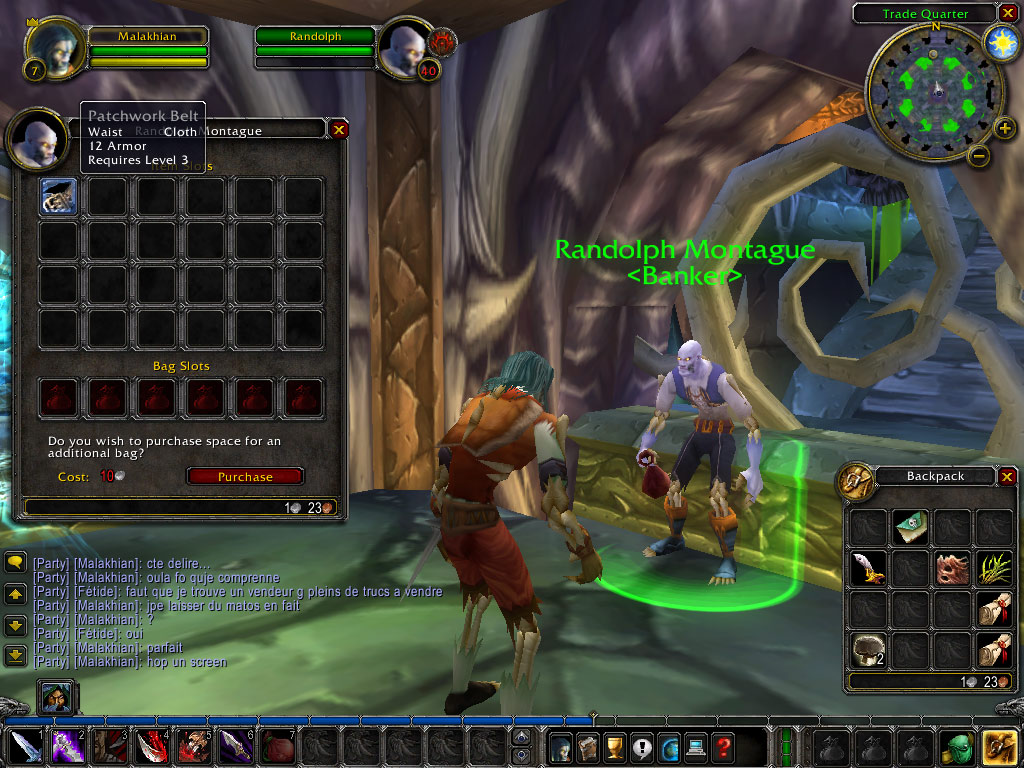 Malakhian
7
Randolph
40
Trade Quarter
N
Patchwork Belt
Waist Cloth
12 Armor
Requires Level 3
Montague
Item Slots
Bag Slots
Do you wish to purchase space for an
additional bag?
Cost: 10
Purchase
1 23
Randolph Montague
<Banker>
Backpack
2
1 23
[Party] [Malakhian]: cte delire...
[Party] [Malakhian]: oula fo quje comprenne
[Party] [Fétide]: faut que je trouve un vendeur g pleins de trucs a vendre
[Party] [Malakhian]: jpe laisser du matos en fait
[Party] [Malakhian]: ?
[Party] [Fétide]: oui
[Party] [Malakhian]: parfait
[Party] [Malakhian]: hop un screen
2 4 5 6 7